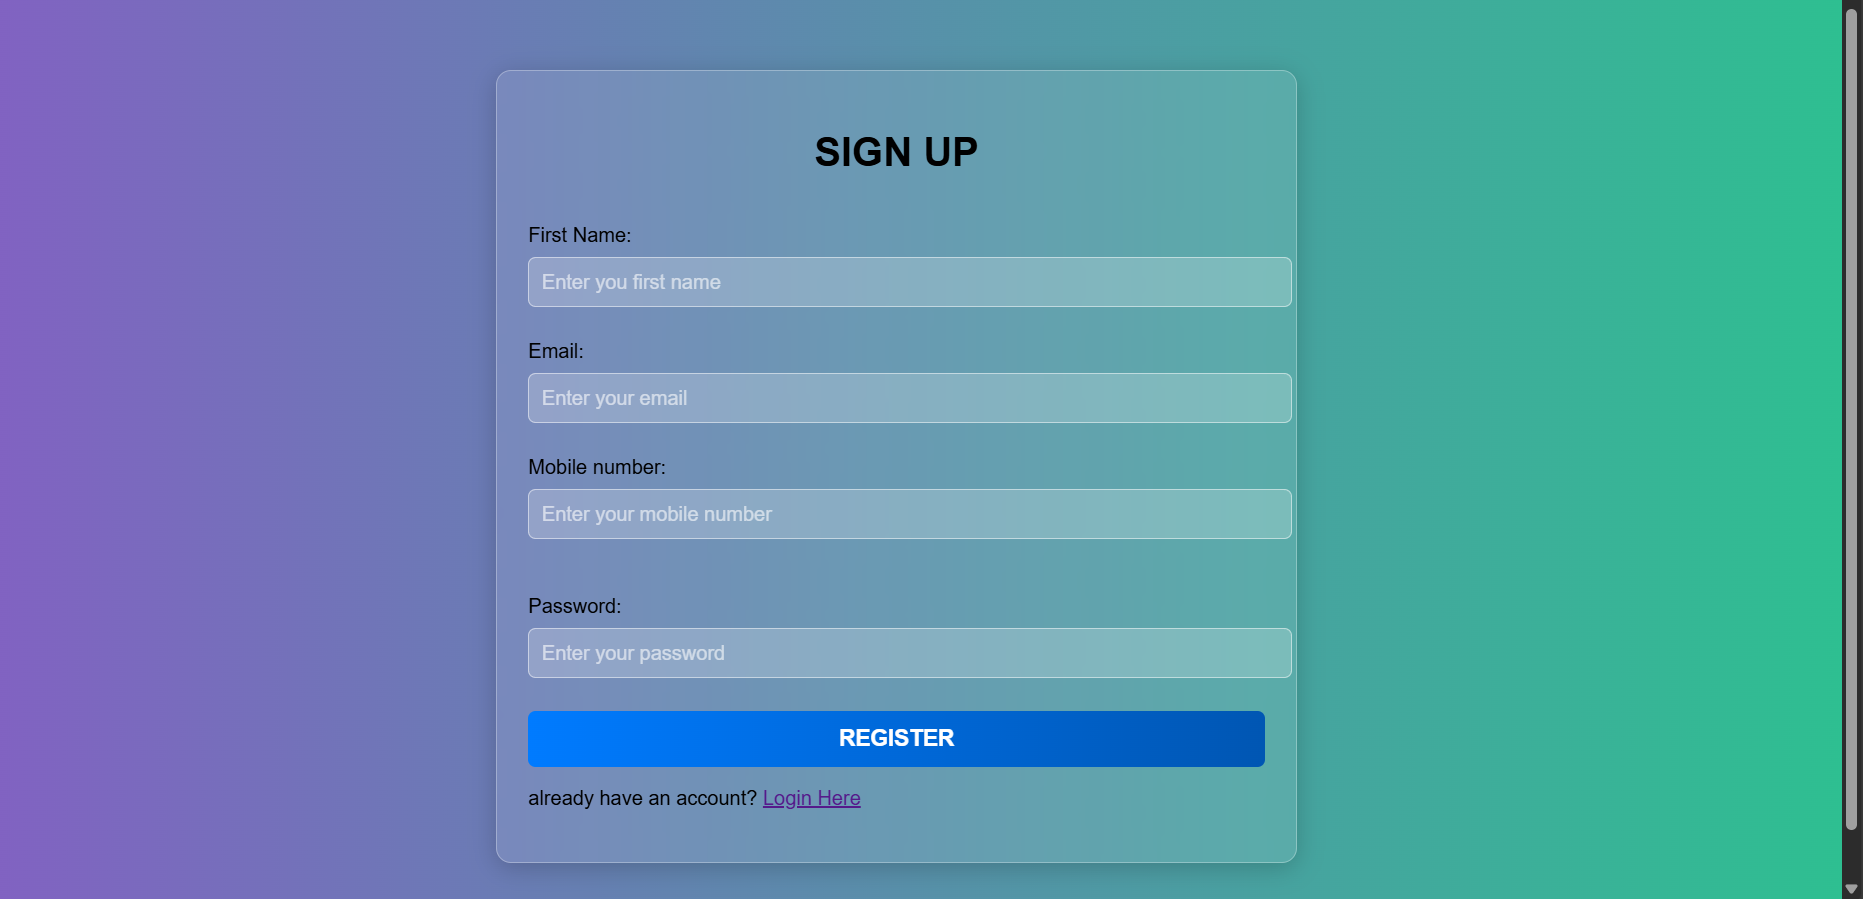 SIGN UP
First Name:
Enter you first name
Email:
Enter your email
Mobile number:
Enter your mobile number
Password:
Enter your password
REGISTER
already have an account? Login Here